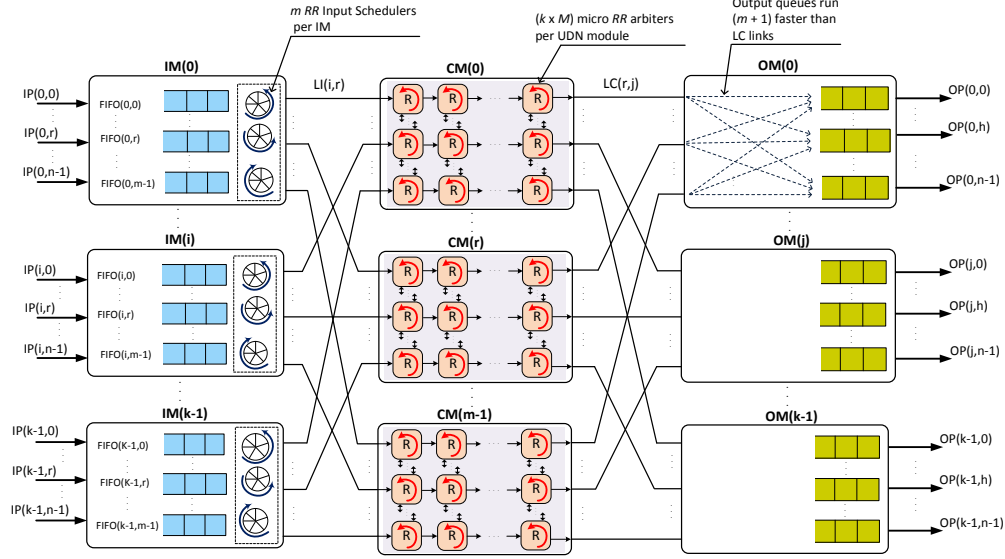 m RR Input Schedulers
per IM
(k x M) micro RR arbiters
per UDN module
Output queues run
(m + 1) faster than
LC links
IM(0)
CM(0)
OM(0)
LI(i,r)
LC(r,j)
IP(0,0)
IP(0,r)
IP(0,n-1)
FIFO(0,0)
FIFO(0,r)
FIFO(0,m-1)
R R R
R R R
R R R
OP(0,0)
OP(0,h)
OP(0,n-1)
IM(i)
CM(r)
OM(j)
IP(i,0)
IP(i,r)
IP(i,n-1)
FIFO(i,0)
FIFO(i,r)
FIFO(i,m-1)
R R R
R R R
R R R
OP(j,0)
OP(j,h)
OP(j,n-1)
IM(k-1)
CM(m-1)
OM(k-1)
IP(k-1,0)
IP(k-1,r)
IP(k-1,n-1)
FIFO(K-1,0)
FIFO(K-1,r)
FIFO(k-1,m-1)
R R R
R R R
R R R
OP(k-1,0)
OP(k-1,h)
OP(k-1,n-1)